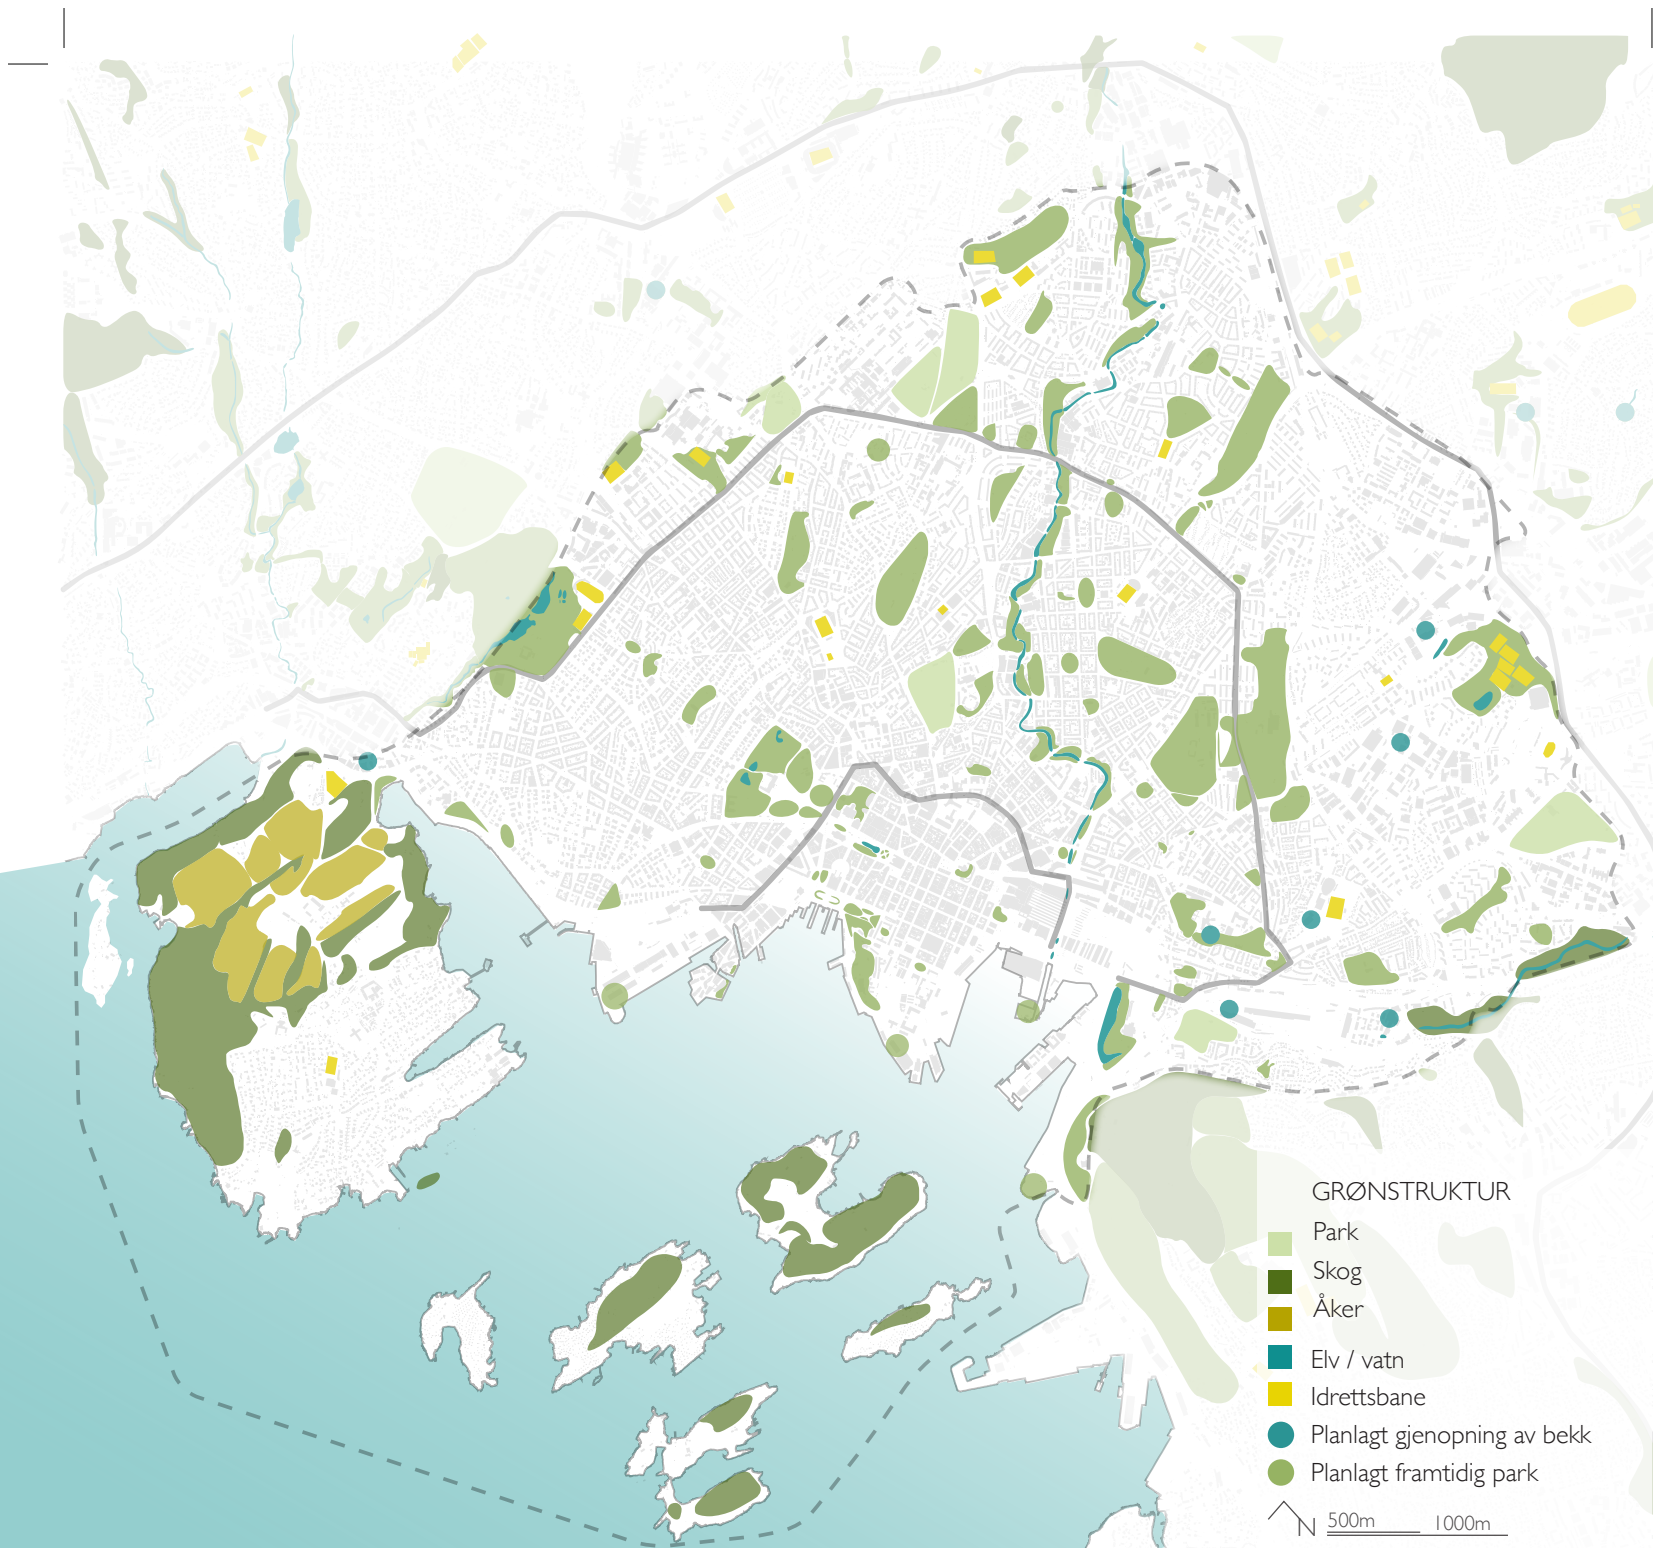 GRØNSTRUKTUR
Park
Skog
Åker
Elv / vatn
Idrettsbane
Planlagt gjenopning av bekk
Planlagt framtidig park
N 500m 1000m